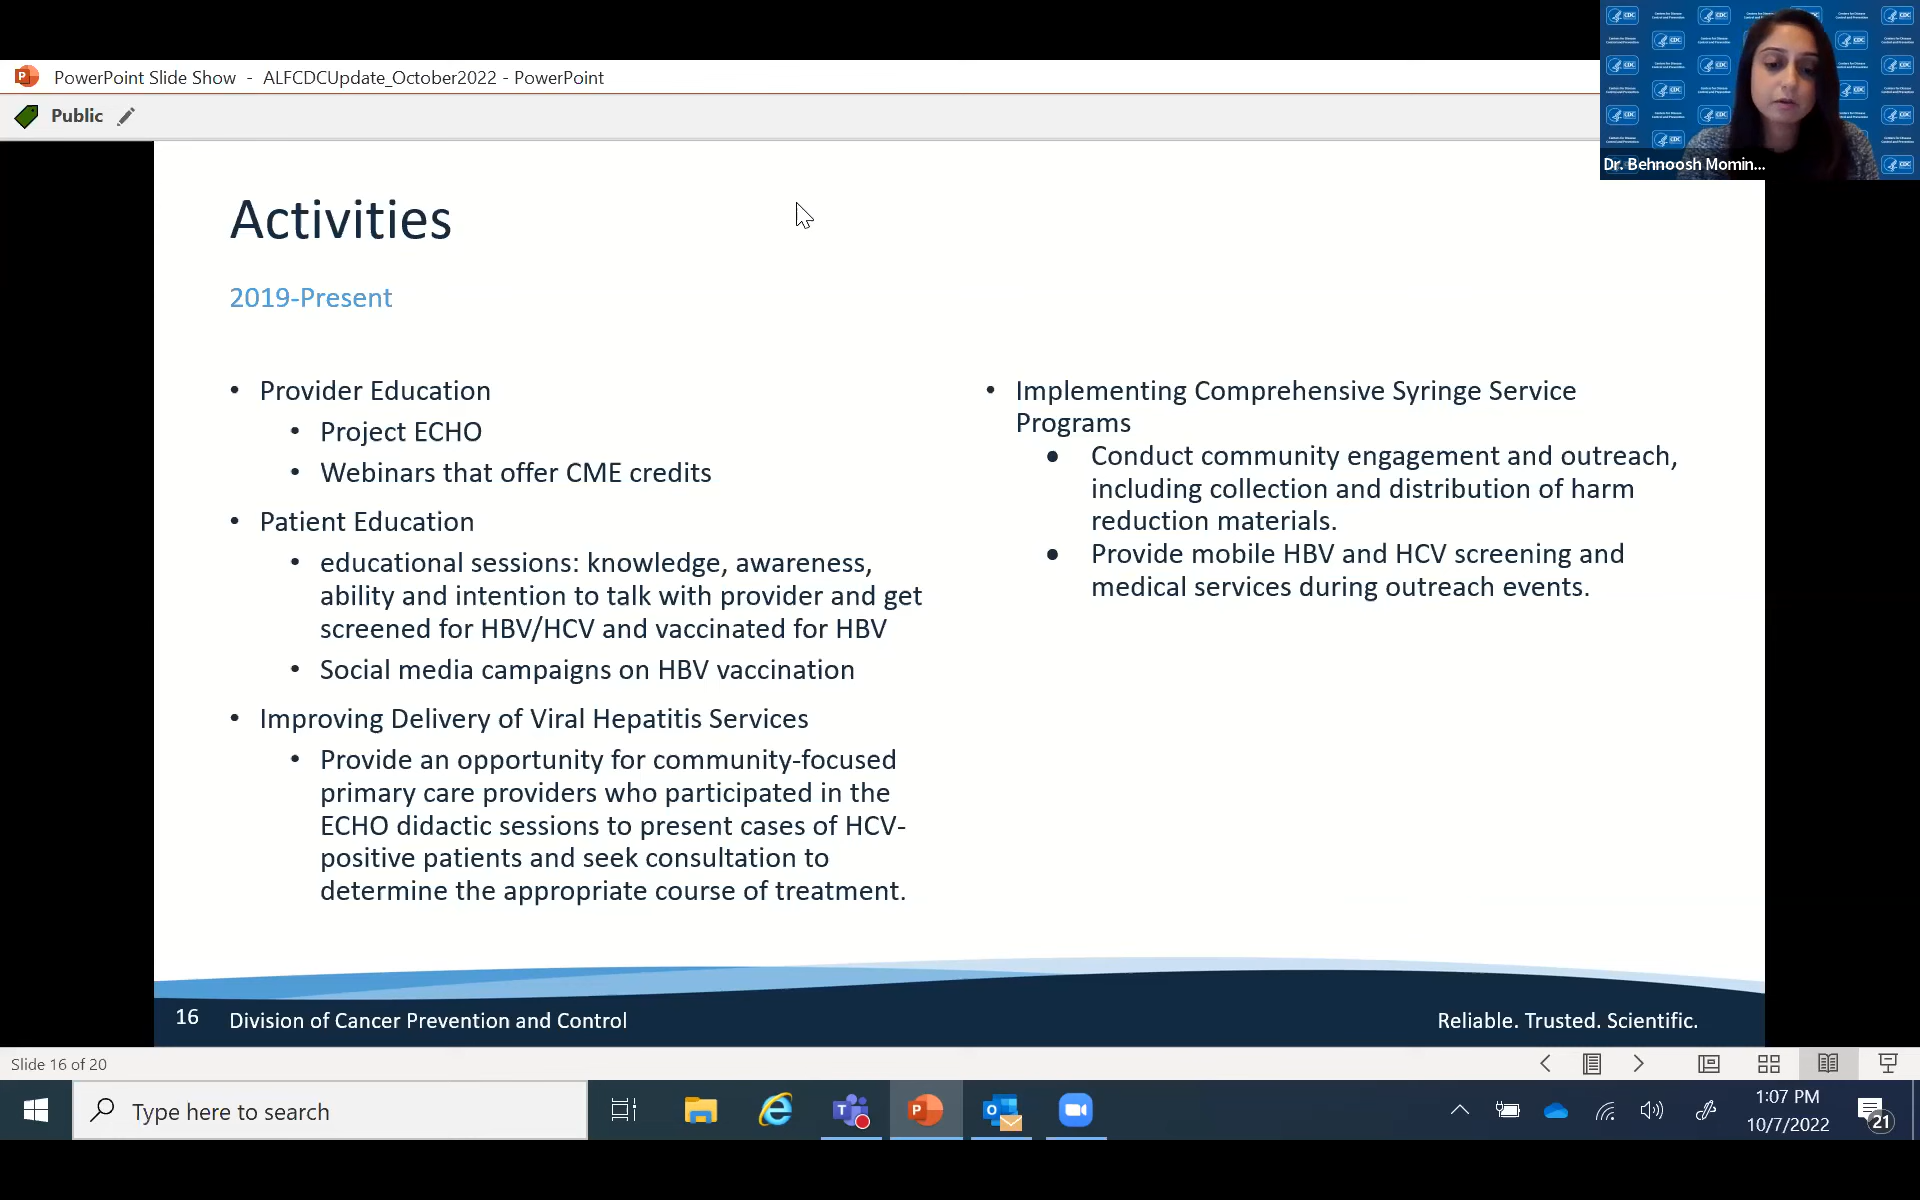 PowerPoint Slide Show - ALFCDCUpdate_October2022 - PowerPoint
Public
Dr. Behnoosh Momin...
Activities
2019-Present
• Provider Education
• Project ECHO
• Webinars that offer CME credits
• Patient Education
• educational sessions: knowledge, awareness,
ability and intention to talk with provider and get
screened for HBV/HCV and vaccinated for HBV
• Social media campaigns on HBV vaccination
• Improving Delivery of Viral Hepatitis Services
• Provide an opportunity for community-focused
primary care providers who participated in the
ECHO didactic sessions to present cases of HCV-
positive patients and seek consultation to
determine the appropriate course of treatment.
• Implementing Comprehensive Syringe Service
Programs
● Conduct community engagement and outreach,
including collection and distribution of harm
reduction materials.
● Provide mobile HBV and HCV screening and
medical services during outreach events.
16 Division of Cancer Prevention and Control
Reliable. Trusted. Scientific.
Slide 16 of 20
Type here to search
1:07 PM
10/7/2022
21